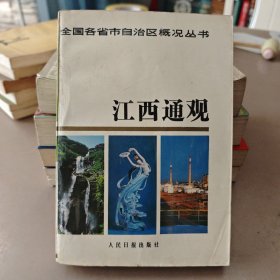 全国各省市自治区概况丛书
江西通观
人民日报出版社